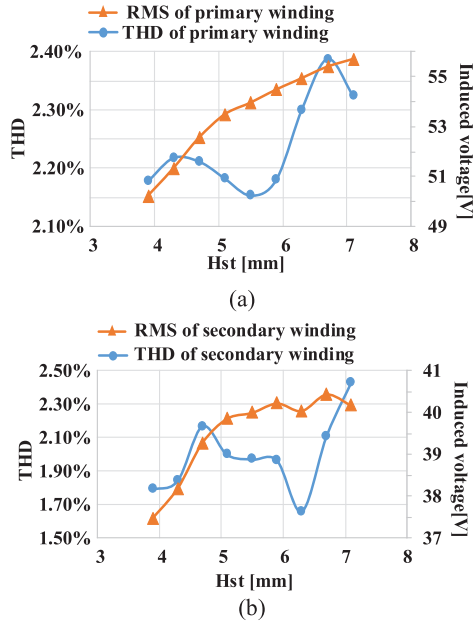 RMS of primary winding
THD of primary winding
2.40%
2.30%
2.20%
2.10%
THD
55
53
51
49
Induced voltage[V]
3 4 5 6 7 8
Hst [mm]
(a)
RMS of secondary winding
THD of secondary winding
2.50%
2.30%
2.10%
1.90%
1.70%
1.50%
THD
41
40
39
38
37
Induced voltage[V]
3 4 5 6 7 8
Hst [mm]
(b)